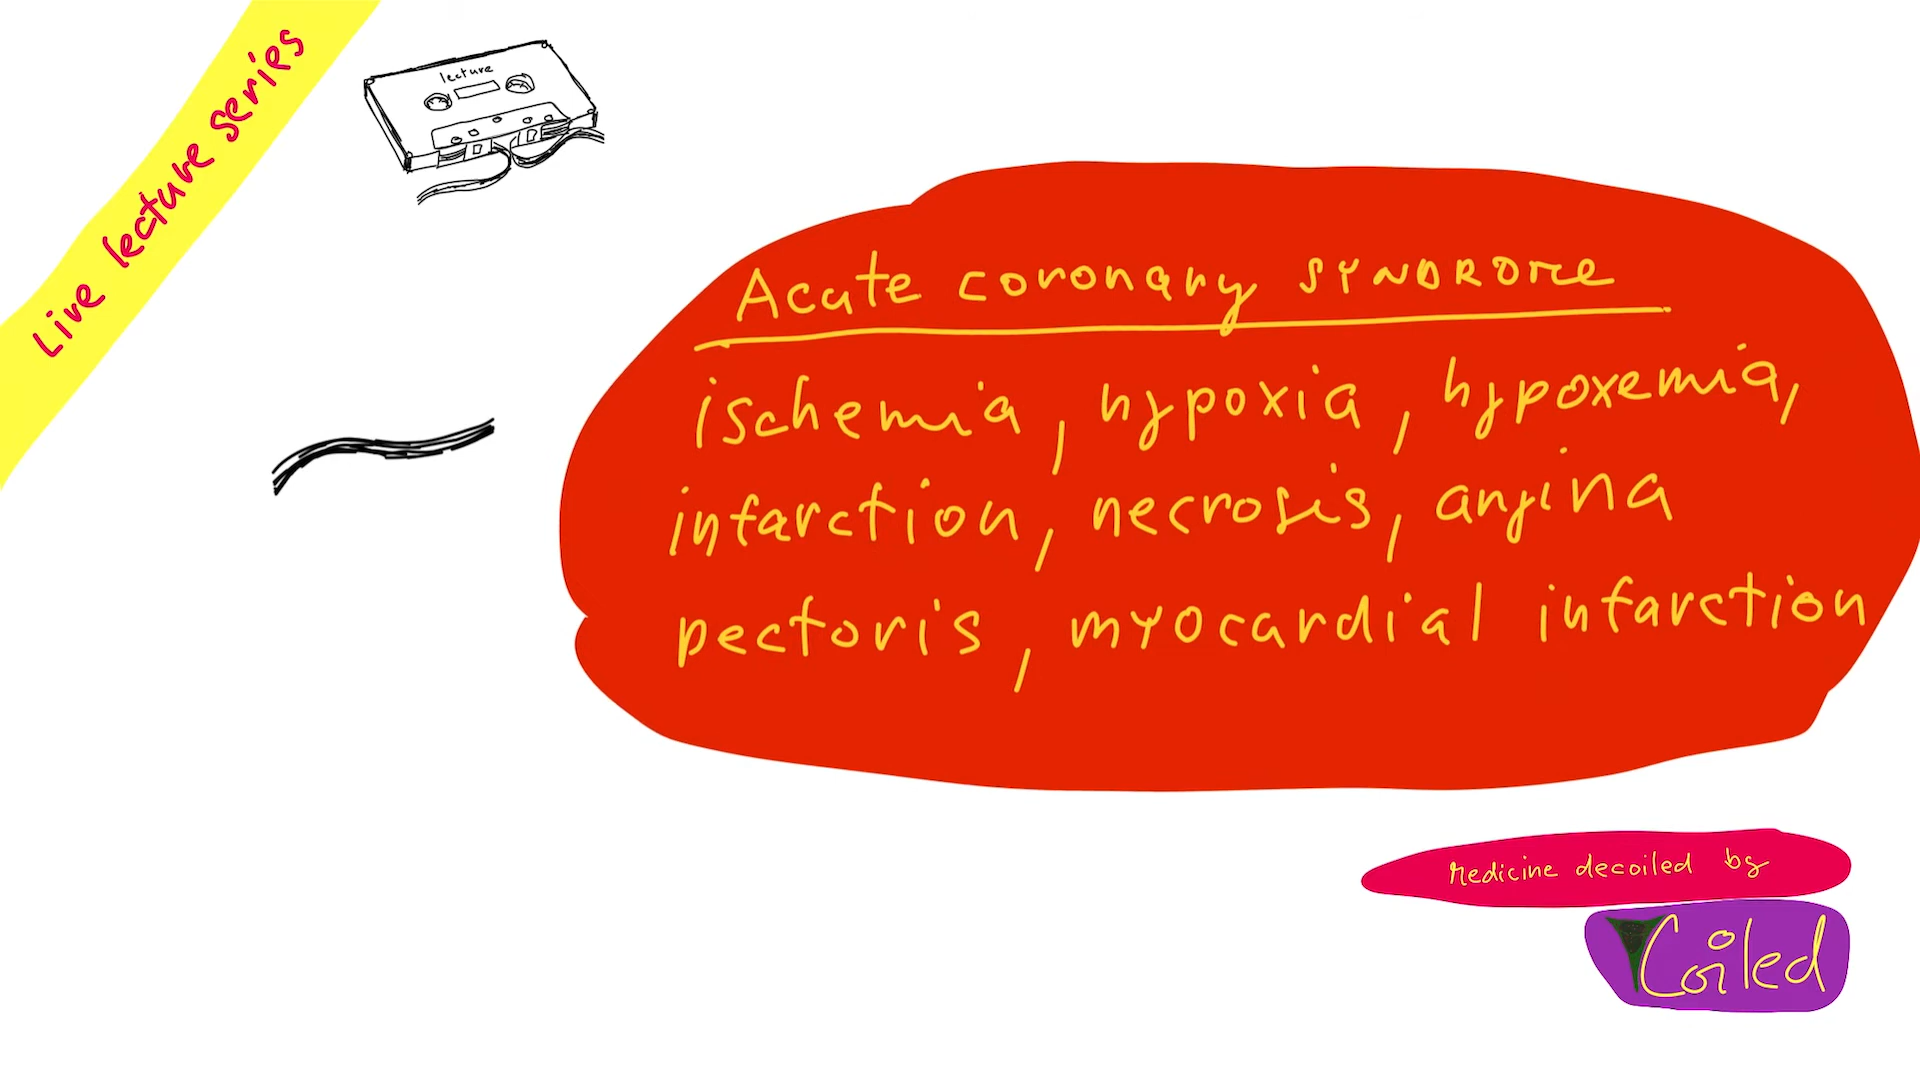 Live lecture series
lecture
Acute coronary SYNDROME
ischemia, hypoxia, hypoxemia,
infarction, necrosis, angina
pectoris, myocardial infarction
Medicine decoiled by
Coiled